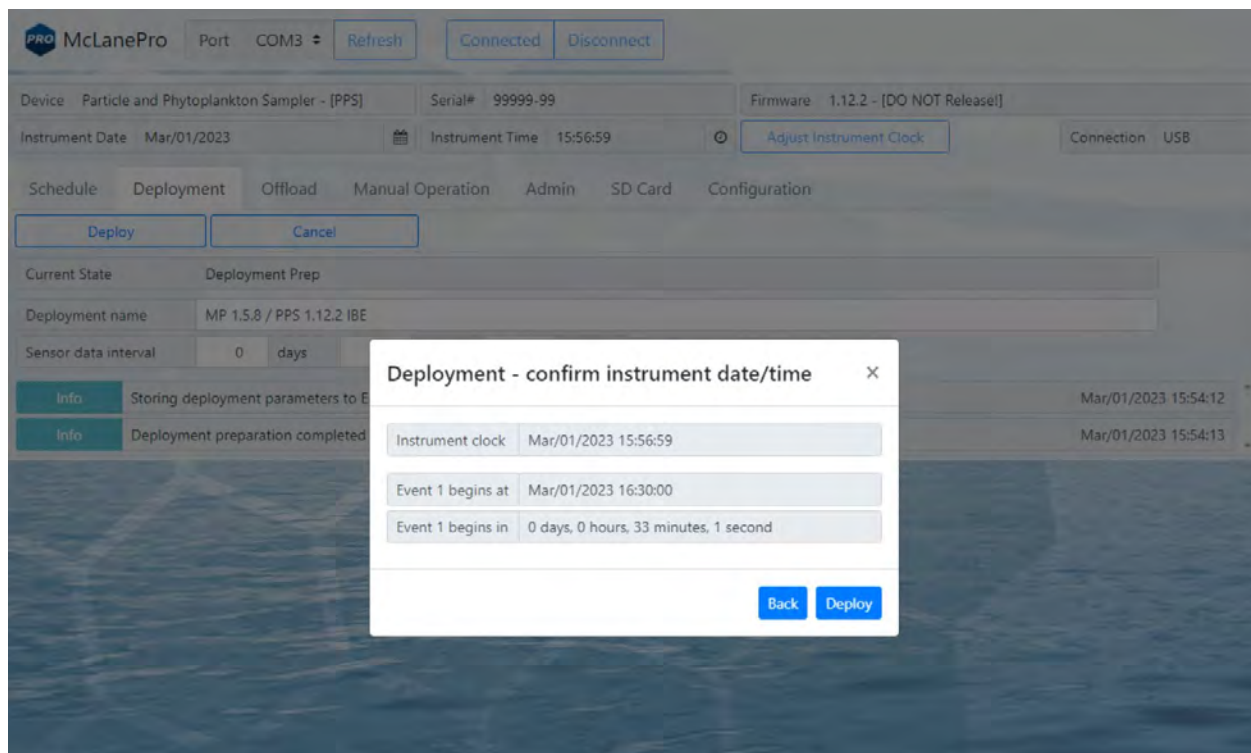 PRO McLanePro Port COM3 Refresh Connected Disconnect
Device Particle and Phytoplankton Sampler - [PPS] Serial# 99999-99 Firmware 1.12.2 - [DO NOT Release!]
Instrument Date Mar/01/2023 Instrument Time 15:56:59 Adjust Instrument Clock Connection USB
Schedule Deployment Offload Manual Operation Admin SD Card Configuration
Deploy Cancel
Current State Deployment Prep
Deployment name MP 1.5.8 / PPS 1.12.2 IBE
Sensor data interval 0 days
Info Storing deployment parameters to E Mar/01/2023 15:54:12
Info Deployment preparation completed Mar/01/2023 15:54:13
Deployment - confirm instrument date/time ×
Instrument clock Mar/01/2023 15:56:59
Event 1 begins at Mar/01/2023 16:30:00
Event 1 begins in 0 days, 0 hours, 33 minutes, 1 second
Back Deploy